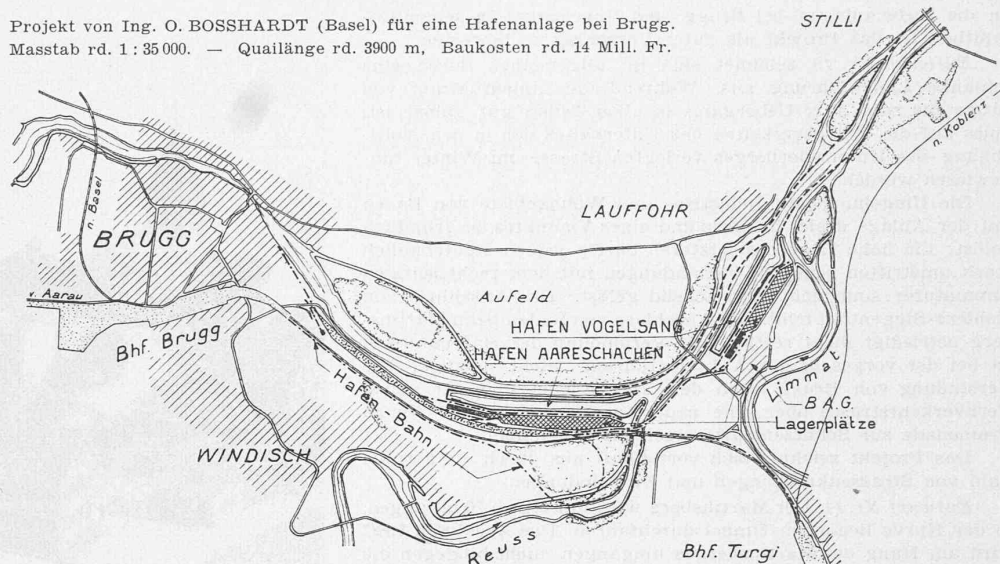 Projekt von Ing. O. BOSSHARDT (Basel) für eine Hafenanlage bei Brugg.
Masstab rd. 1 : 35 000. — Quailänge rd. 3900 m, Baukosten rd. 14 Mill. Fr.
STILLI
n. Koblenz
n. Basel
LAUFFOHR
BRUGG
Aufeld
v. Aarau
HAFEN VOGELSANG
Bhf. Brugg
HAFEN AARESCHACHEN
Limmat
Hafen-Bahn
B.A.G.
Lagerplätze
WINDISCH
Reuss
Bhf. Turgi